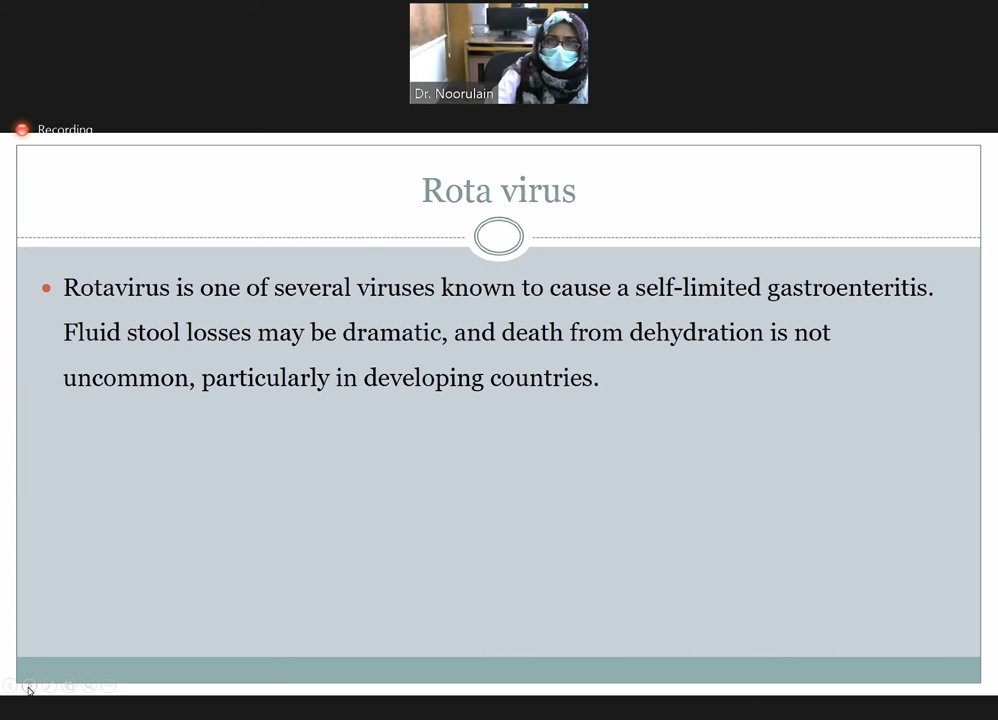 Dr. Noorulain
Recording
Rota virus
Rotavirus is one of several viruses known to cause a self-limited gastroenteritis.
Fluid stool losses may be dramatic, and death from dehydration is not
uncommon, particularly in developing countries.